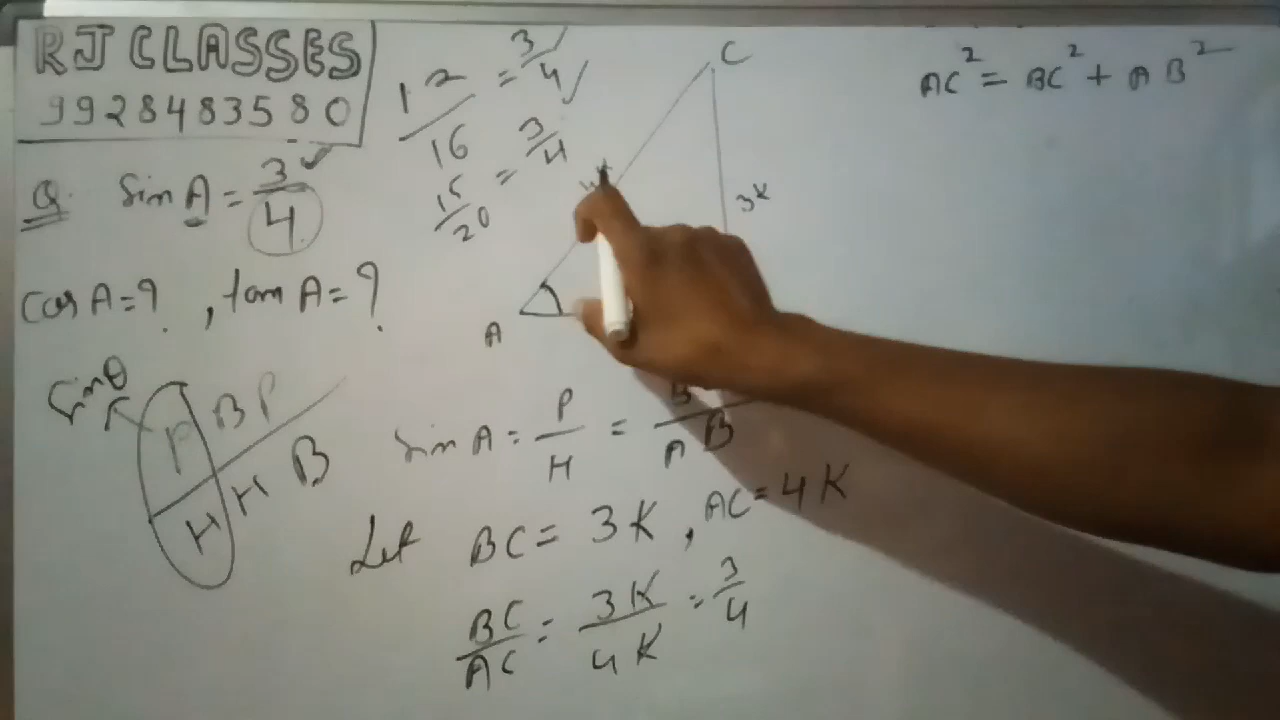 RJ CLASSES
9928483580
12/16 = 3/4
15/20 = 3/4
Q. Sin A = 3/4
Cos A = ? , tan A = ?
Sin θ
P B P
H H B
C
3K
A
AC² = BC² + AB²
Sin A = P/H = B / AB
Let BC = 3K, AC = 4K
BC/AC = 3K/4K = 3/4